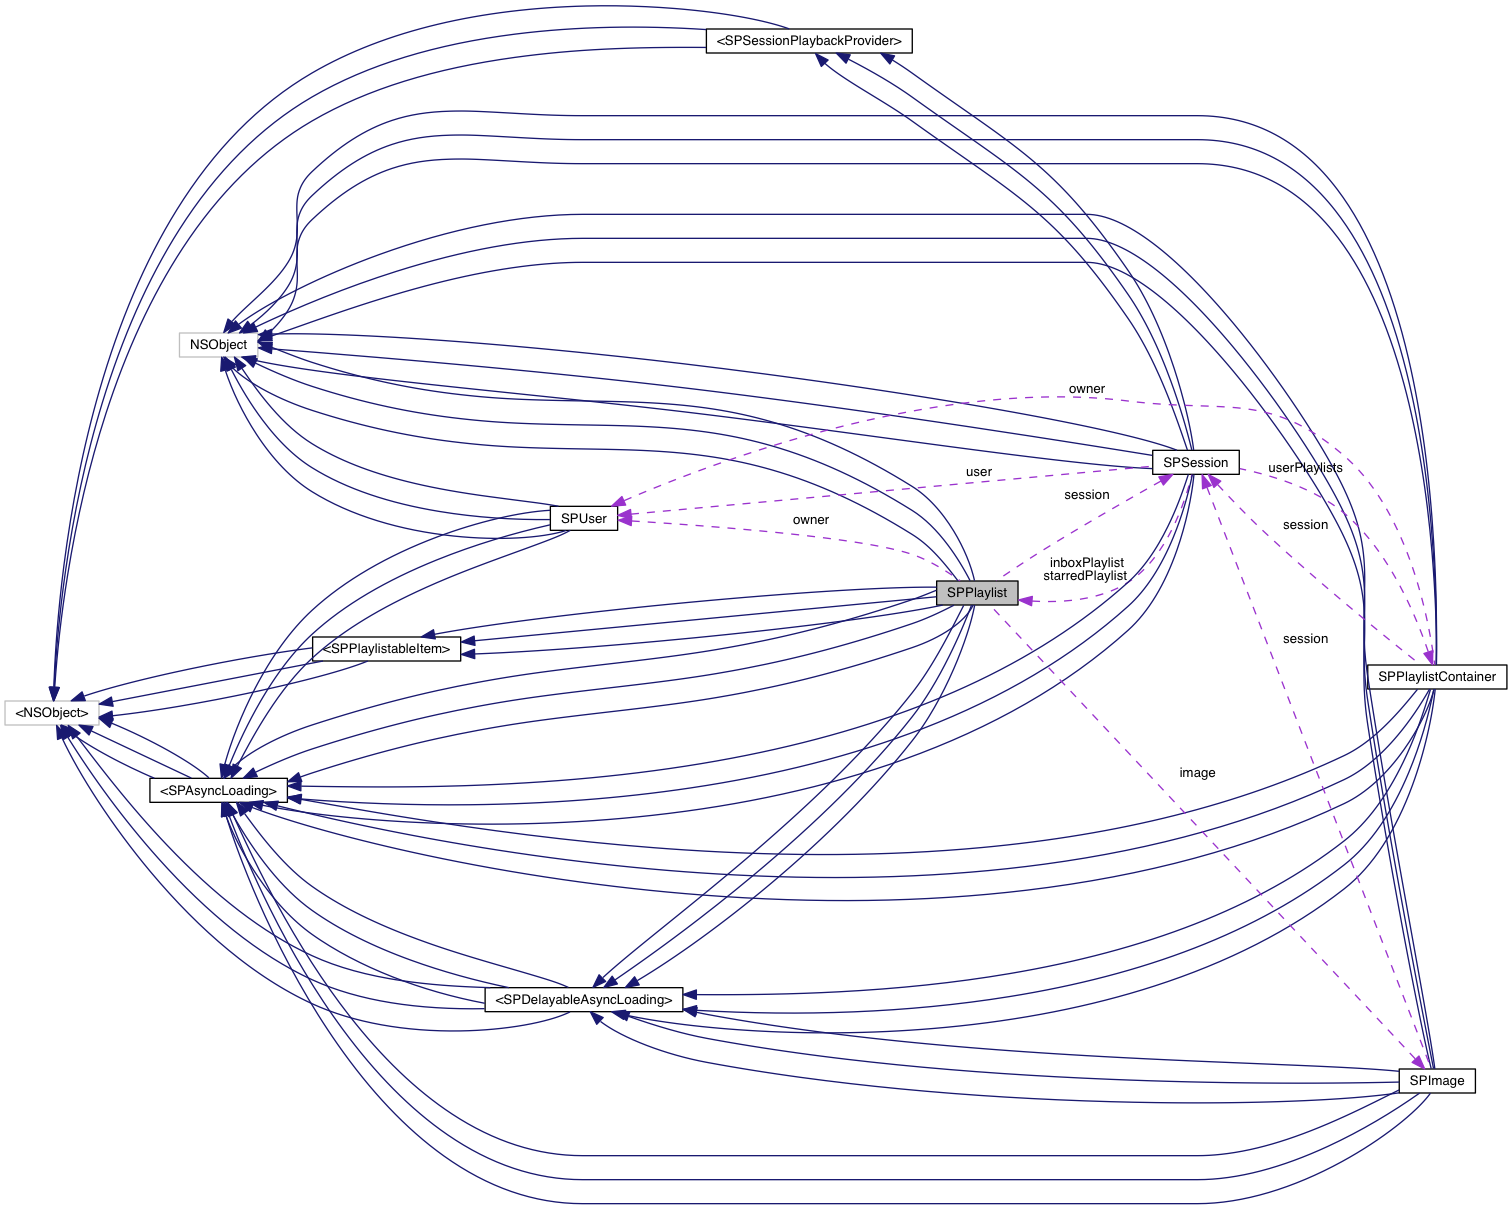 <SPSessionPlaybackProvider>
NSObject
owner
SPSession
userPlaylists
user
session
SPUser
owner
session
inboxPlaylist
starredPlaylist
SPPlaylist
session
<SPPlaylistableItem>
SPPlaylistContainer
<NSObject>
image
<SPAsyncLoading>
<SPDelayableAsyncLoading>
SPImage